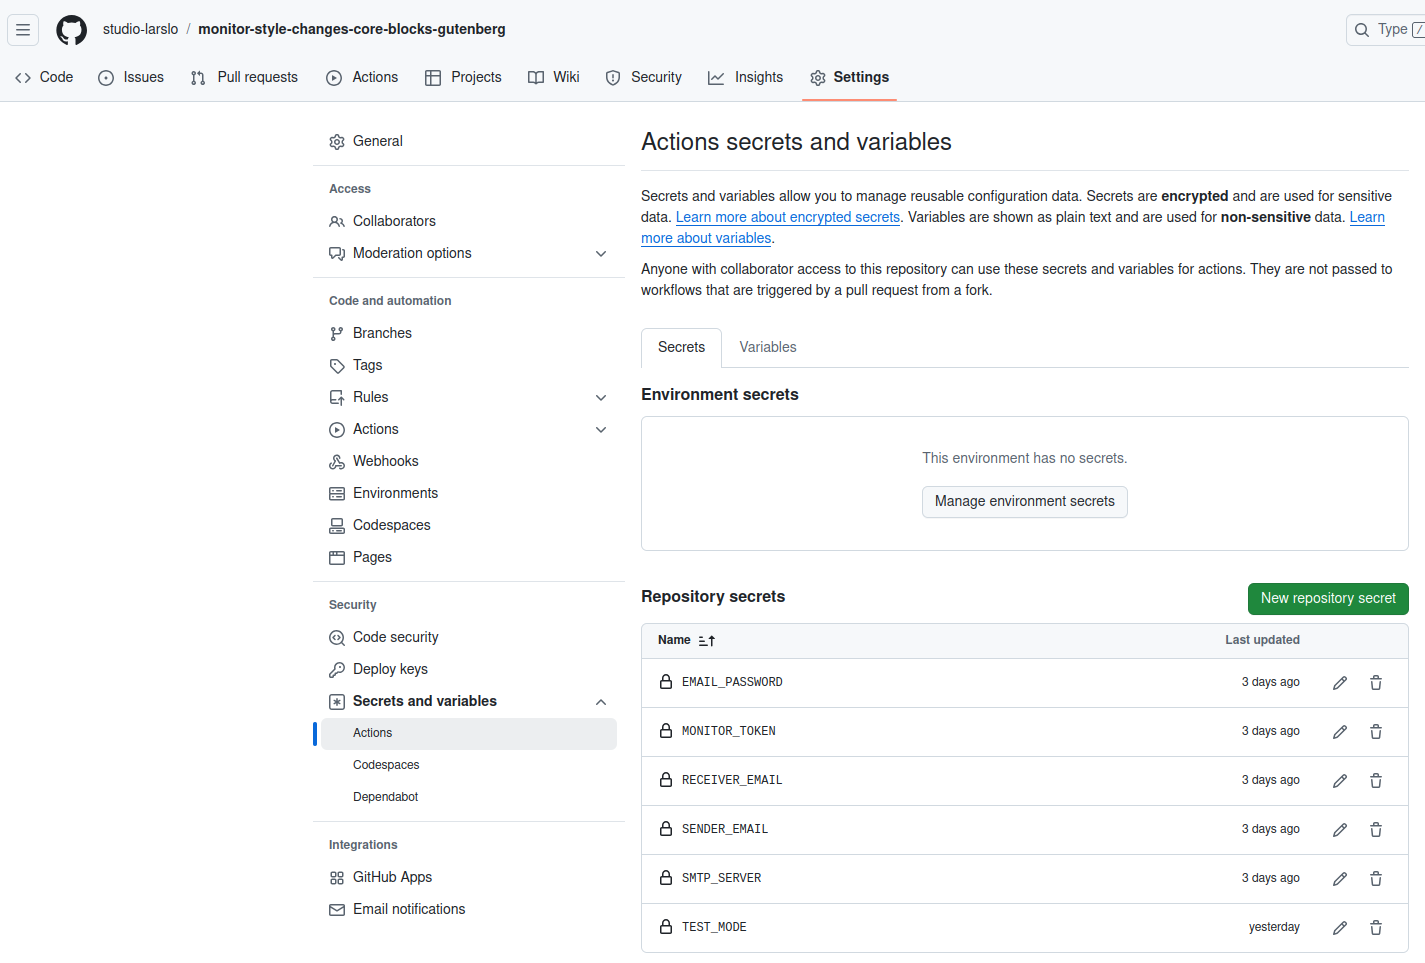 studio-larslo / monitor-style-changes-core-blocks-gutenberg
Type /
Code Issues Pull requests Actions Projects Wiki Security Insights Settings
General
Access
Collaborators
Moderation options
Code and automation
Branches
Tags
Rules
Actions
Webhooks
Environments
Codespaces
Pages
Security
Code security
Deploy keys
Secrets and variables
Actions
Codespaces
Dependabot
Integrations
GitHub Apps
Email notifications
Actions secrets and variables
Secrets and variables allow you to manage reusable configuration data. Secrets are encrypted and are used for sensitive
data. Learn more about encrypted secrets. Variables are shown as plain text and are used for non-sensitive data. Learn
more about variables.
Anyone with collaborator access to this repository can use these secrets and variables for actions. They are not passed to
workflows that are triggered by a pull request from a fork.
Secrets Variables
Environment secrets
This environment has no secrets.
Manage environment secrets
Repository secrets
New repository secret
Name Last updated
EMAIL_PASSWORD 3 days ago
MONITOR_TOKEN 3 days ago
RECEIVER_EMAIL 3 days ago
SENDER_EMAIL 3 days ago
SMTP_SERVER 3 days ago
TEST_MODE yesterday